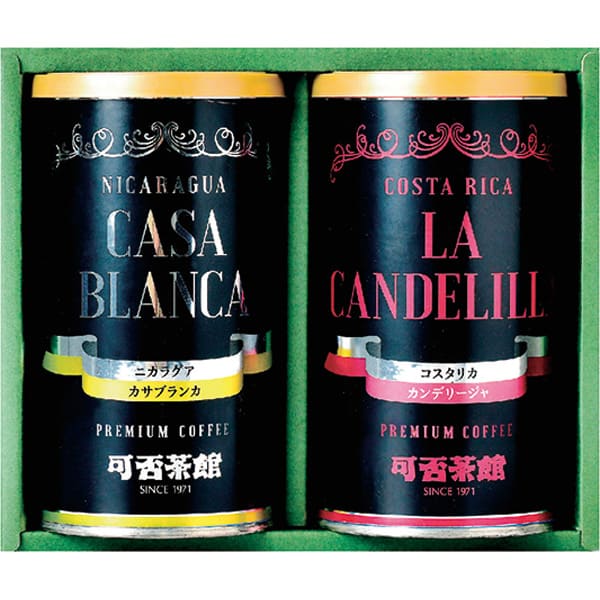 NICARAGUA
CASA
BLANCA
ニカラグア
カサブランカ
PREMIUM COFFEE
可否茶館
SINCE 1971
COSTA RICA
LA
CANDELILL
コスタリカ
カンデリージャ
PREMIUM COFFEE
可否茶館
SINCE 1971